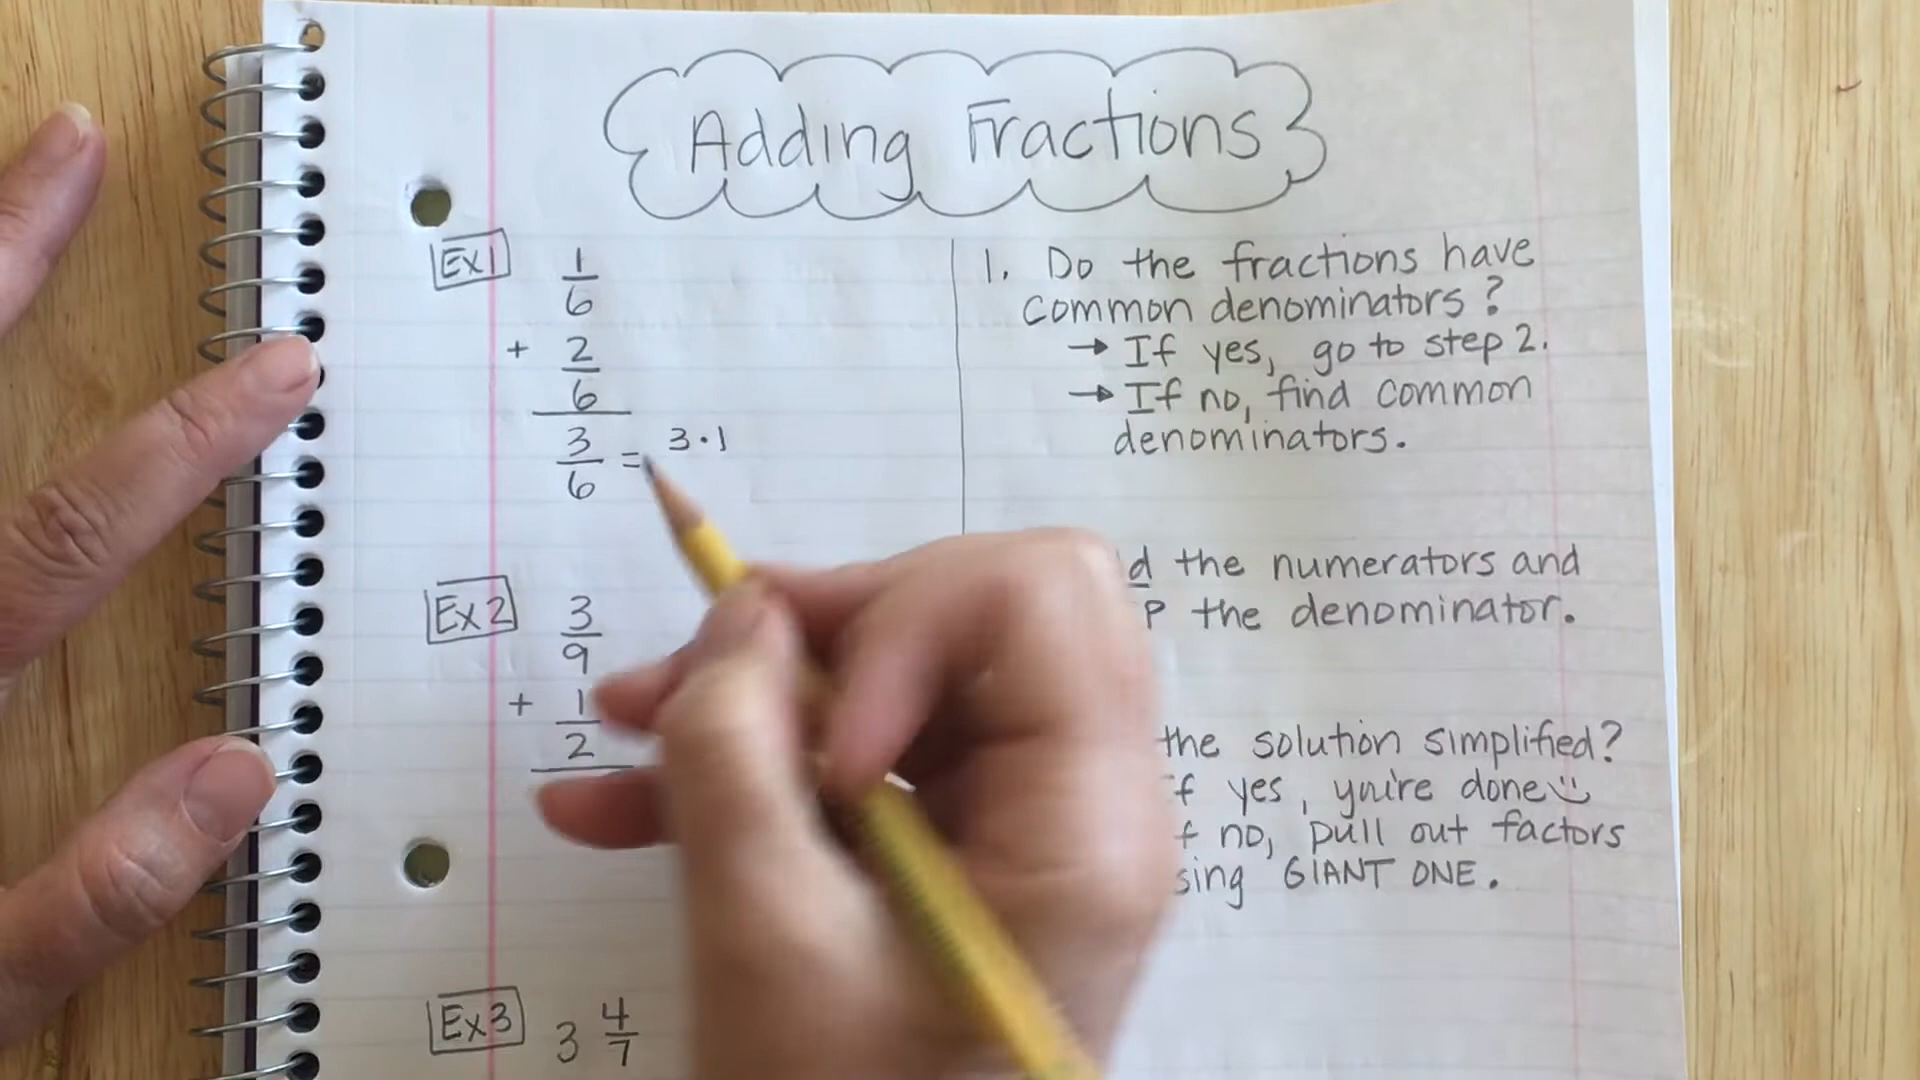 Adding Fractions
Ex1
1
6
+ 2
6
3
6
= 3·1
1. Do the fractions have
common denominators?
→ If yes, go to step 2.
→ If no, find common
denominators.
the numerators and
the denominator.
Ex2
3
9
+ 1
2
the solution simplified?
yes, you're done
no, pull out factors
GIANT ONE.
Ex3
3 4
7